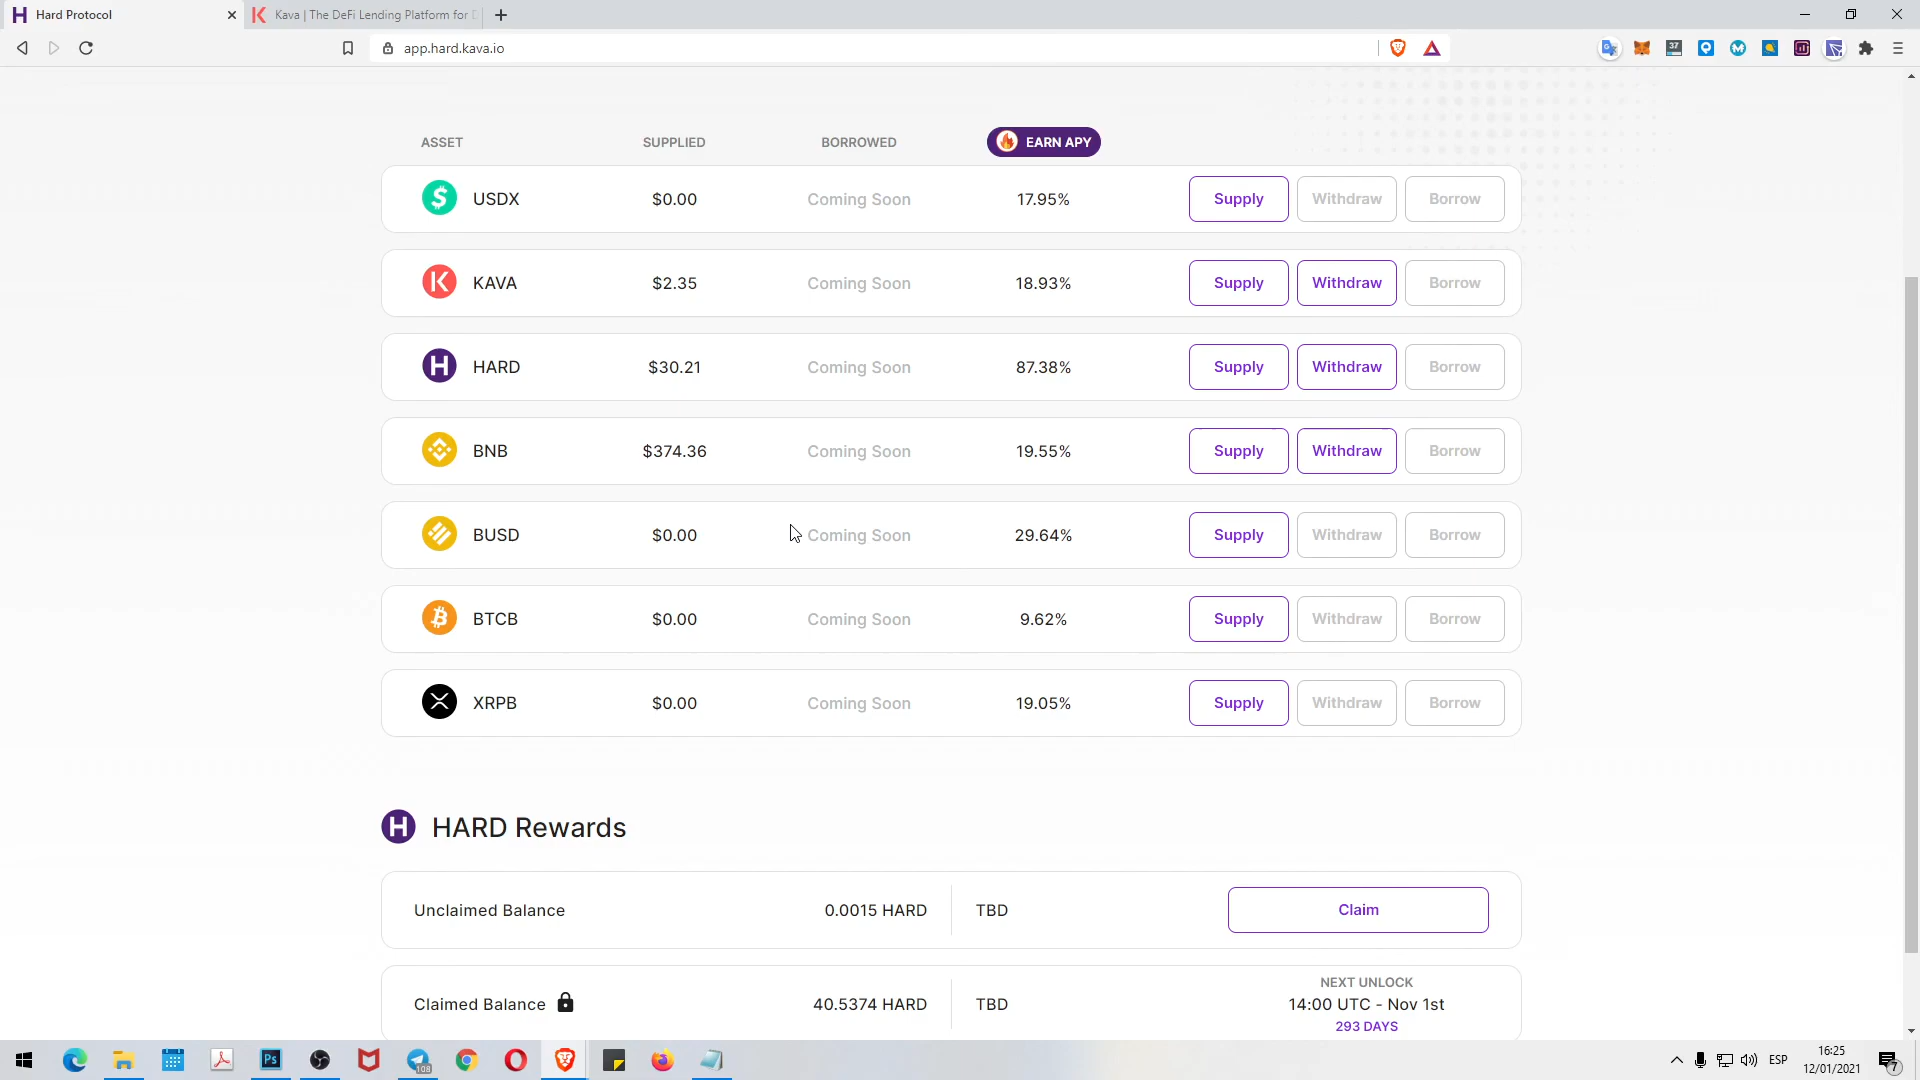 Hard Protocol
Kava | The DeFi Lending Platform for D
app.hard.kava.io
37
ASSET SUPPLIED BORROWED EARN APY
USDX $0.00 Coming Soon 17.95% Supply Withdraw Borrow
KAVA $2.35 Coming Soon 18.93% Supply Withdraw Borrow
HARD $30.21 Coming Soon 87.38% Supply Withdraw Borrow
BNB $374.36 Coming Soon 19.55% Supply Withdraw Borrow
BUSD $0.00 Coming Soon 29.64% Supply Withdraw Borrow
BTCB $0.00 Coming Soon 9.62% Supply Withdraw Borrow
XRPB $0.00 Coming Soon 19.05% Supply Withdraw Borrow
H HARD Rewards
Unclaimed Balance 0.0015 HARD TBD Claim
NEXT UNLOCK
Claimed Balance 40.5374 HARD TBD 14:00 UTC - Nov 1st
293 DAYS
Ps
108
ESP
16:25
12/01/2021
7